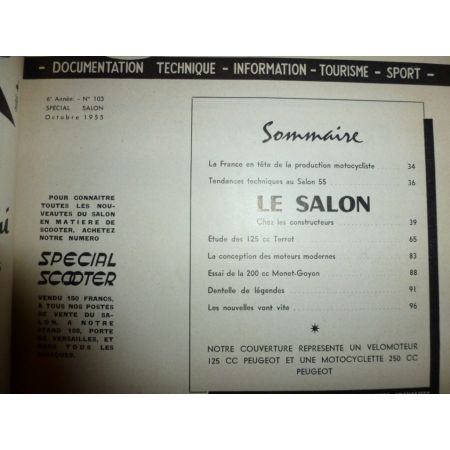 - DOCUMENTATION TECHNIQUE - INFORMATION - TOURISME - SPORT -
6e Année. - N° 103
SPECIAL SALON
Octobre 1955
POUR CONNAITRE
TOUTES LES NOU-
VEAUTES DU SALON
EN MATIERE DE
SCOOTER, ACHETEZ
NOTRE NUMERO
SPECIAL
SCOOTER
VENDU 150 FRANCS,
A TOUS NOS POSTES
DE VENTE DU SA-
LON, A NOTRE
STAND 100, PORTE
DE VERSAILLES, ET
DANS TOUS LES
KIOSQUES.
Sommaire
La France en tête de la production motocycliste 34
Tendances techniques au Salon 55 36
LE SALON
Chez les constructeurs 39
Etude des 125 cc Terrot 65
La conception des moteurs modernes 83
Essai de la 200 cc Monet-Goyon 88
Dentelle de légendes 91
Les nouvelles vont vite 96
NOTRE COUVERTURE REPRESENTE UN VELOMOTEUR
125 CC PEUGEOT ET UNE MOTOCYCLETTE 250 CC
PEUGEOT